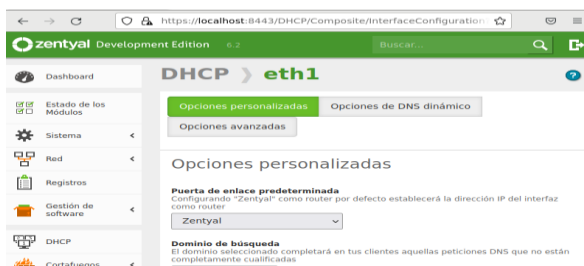 https://localhost:8443/DHCP/Composite/InterfaceConfiguration
zentyal Development Edition 6.2
Buscar...
Dashboard
Estado de los
Módulos
Sistema
Red
Registros
Gestión de
software
DHCP
Cortafuegos
DHCP eth1
?
Opciones personalizadas
Opciones de DNS dinámico
Opciones avanzadas
Opciones personalizadas
Puerta de enlace predeterminada
Configurando "Zentyal" como router por defecto establecerá la dirección IP del interfaz
como router
Zentyal
Dominio de búsqueda
El dominio seleccionado completará en tus clientes aquellas peticiones DNS que no están
completamente cualificadas